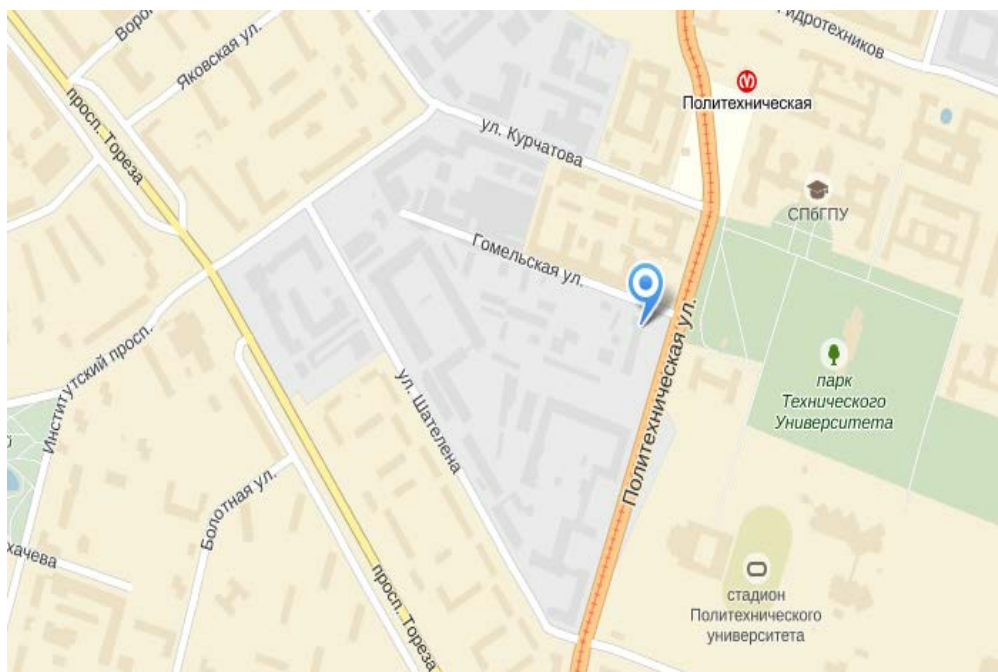 Яковская ул.
Гидротехников
Политехническая
просп. Тореза
ул. Курчатова
СПбГПУ
Гомельская ул.
Политехническая ул.
Институтский просп.
ул. Шателена
парк
Технического
Университета
Болотная ул.
просп. Тореза
стадион
Политехнического
университета